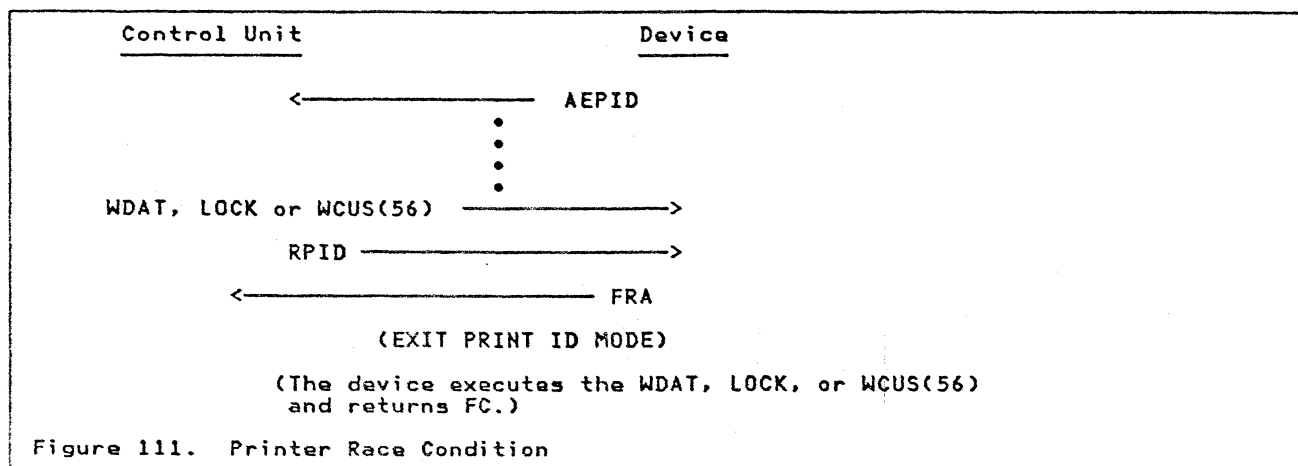 Control Unit Device
AEPID
WDAT, LOCK or WCUS(56)
RPID
FRA
(EXIT PRINT ID MODE)
(The device executes the WDAT, LOCK, or WCUS(56)
and returns FC.)
Figure 111. Printer Race Condition